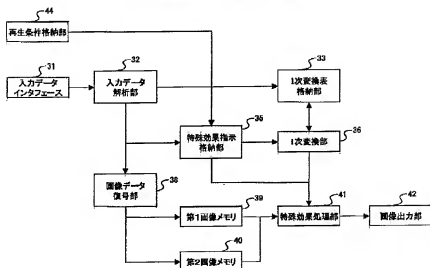 44
再生条件格納部
31
入力データ
インタフェース
32
入力データ
解析部
33
1次変換表
格納部
35
特殊効果指示
格納部
36
1次変換部
38
画像データ
復号部
39
第1画像メモリ
40
第2画像メモリ
41
特殊効果処理部
42
画像出力部